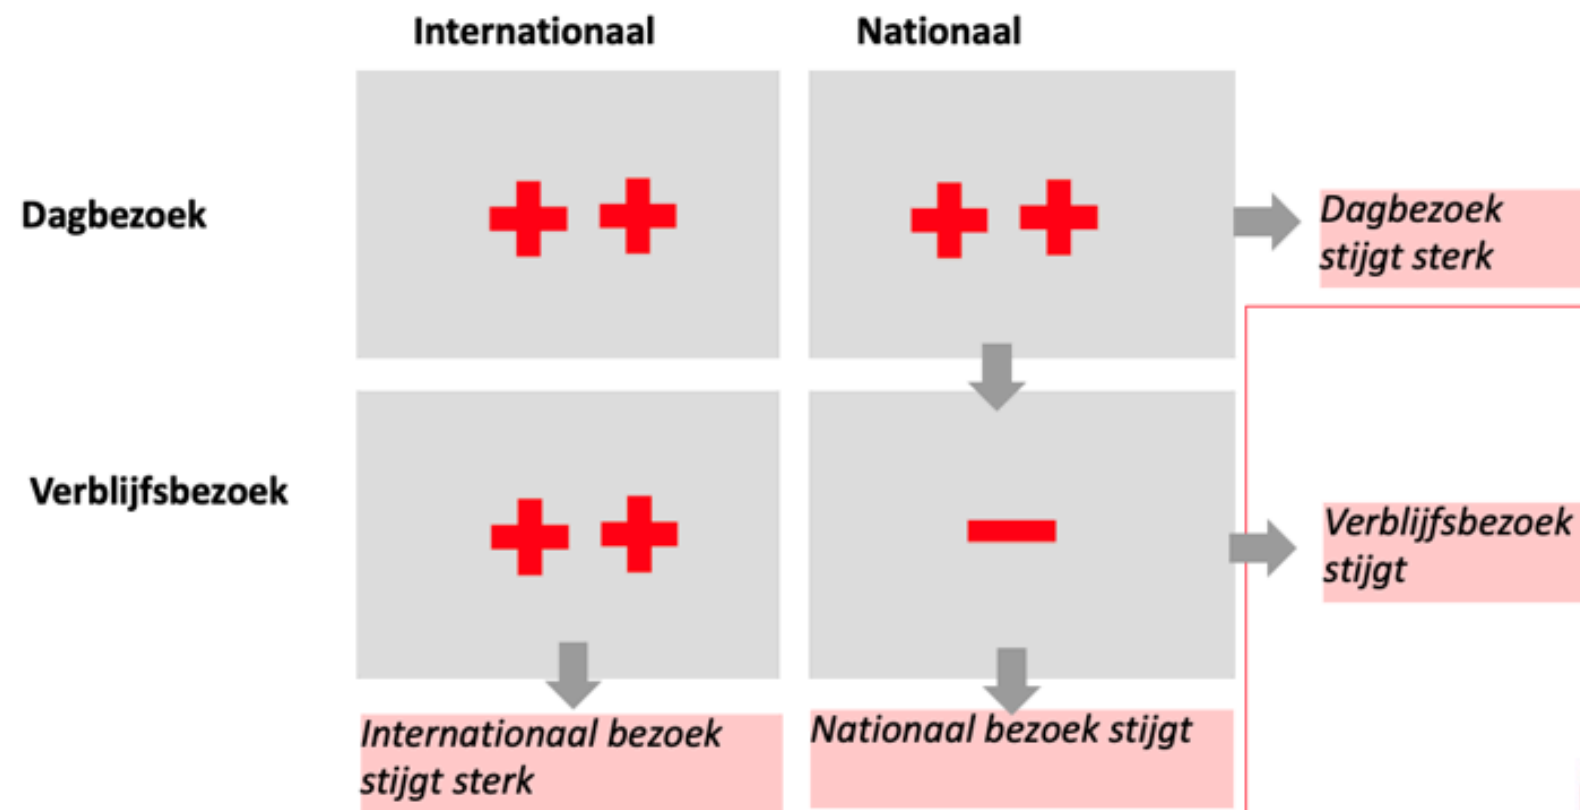 Internationaal
Nationaal
Dagbezoek
Dagbezoek
stijgt sterk
Verblijfsbezoek
Verblijfsbezoek
stijgt
Internationaal bezoek
stijgt sterk
Nationaal bezoek stijgt